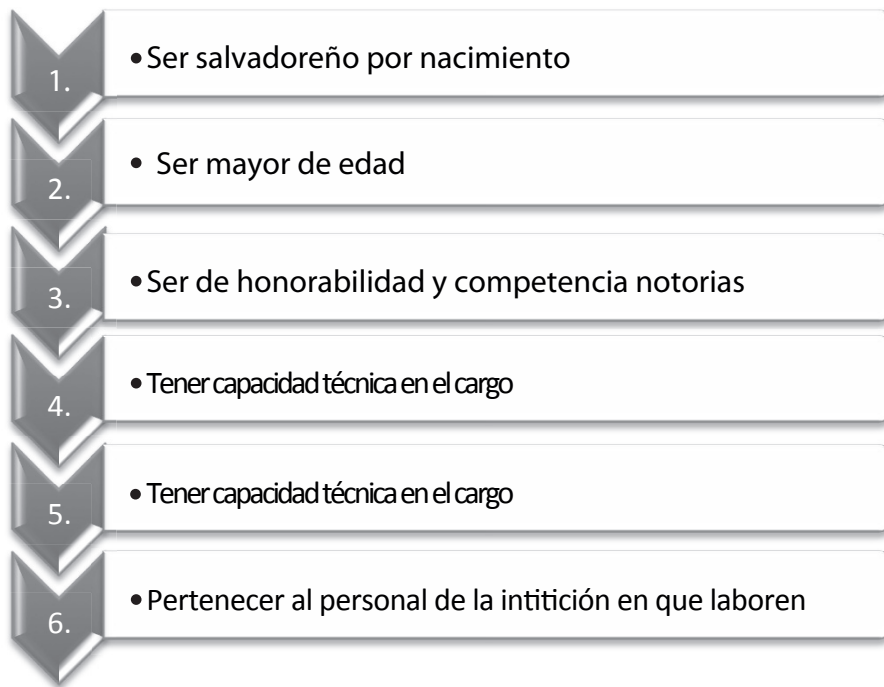 1. • Ser salvadoreño por nacimiento
2. • Ser mayor de edad
3. • Ser de honorabilidad y competencia notorias
4. • Tener capacidad técnica en el cargo
5. • Tener capacidad técnica en el cargo
6. • Pertenecer al personal de la intitición en que laboren